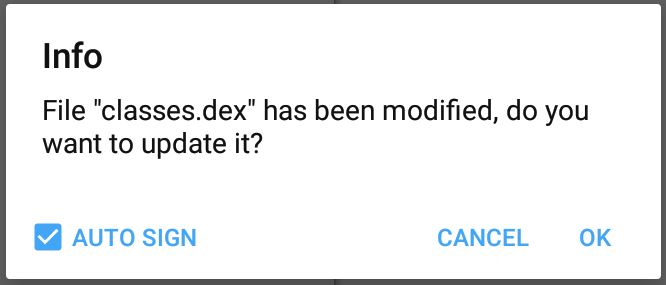 Info
File "classes.dex" has been modified, do you
want to update it?
AUTO SIGN CANCEL OK